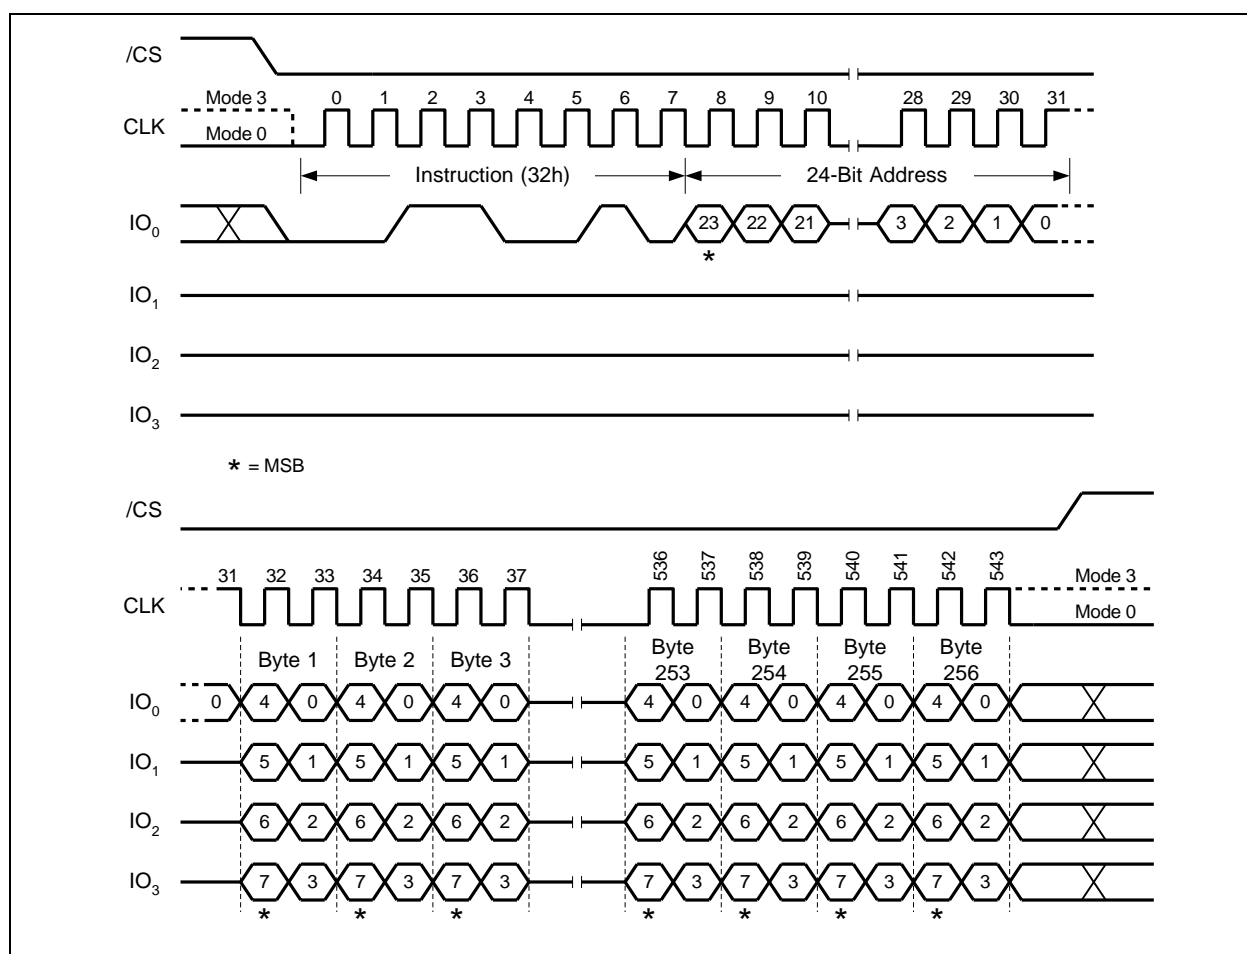 /CS
Mode 3 0 1 2 3 4 5 6 7 8 9 10 28 29 30 31
CLK
Mode 0
Instruction (32h) 24-Bit Address
IO0 23 22 21 3 2 1 0
*
IO1
IO2
IO3
* = MSB
/CS
31 32 33 34 35 36 37 536 537 538 539 540 541 542 543 Mode 3
CLK Mode 0
Byte 1 Byte 2 Byte 3 Byte 253 Byte 254 Byte 255 Byte 256
IO0 0 4 0 4 0 4 0 4 0 4 0 4 0 4 0
IO1 5 1 5 1 5 1 5 1 5 1 5 1 5 1
IO2 6 2 6 2 6 2 6 2 6 2 6 2 6 2
IO3 7 3 7 3 7 3 7 3 7 3 7 3 7 3
* * * * * * *